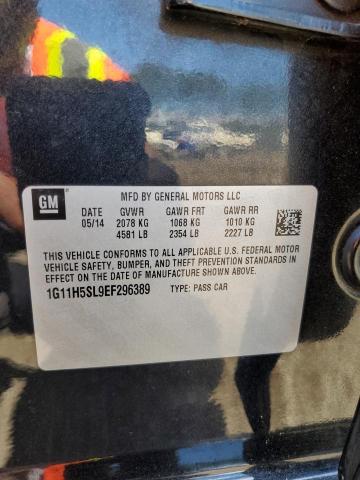 GM
MFD BY GENERAL MOTORS LLC
DATE GVWR GAWR FRT GAWR RR
05/14 2078 KG 1068 KG 1010 KG
4581 LB 2354 LB 2227 LB
THIS VEHICLE CONFORMS TO ALL APPLICABLE U.S. FEDERAL MOTOR
VEHICLE SAFETY, BUMPER, AND THEFT PREVENTION STANDARDS IN
EFFECT ON THE DATE OF MANUFACTURE SHOWN ABOVE.
1G11H5SL9EF296389 TYPE: PASS CAR